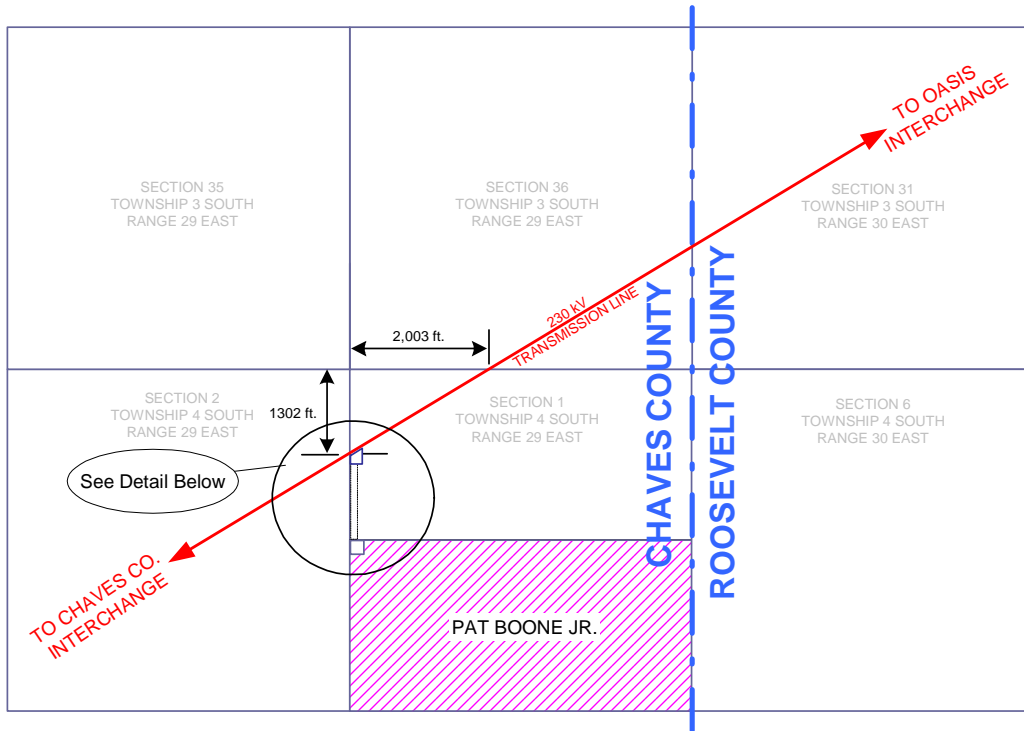 TO OASIS
INTERCHANGE
SECTION 35
TOWNSHIP 3 SOUTH
RANGE 29 EAST
SECTION 36
TOWNSHIP 3 SOUTH
RANGE 29 EAST
SECTION 31
TOWNSHIP 3 SOUTH
RANGE 30 EAST
230 kV
TRANSMISSION LINE
CHAVES COUNTY
ROOSEVELT COUNTY
2,003 ft.
1302 ft.
SECTION 2
TOWNSHIP 4 SOUTH
RANGE 29 EAST
SECTION 1
TOWNSHIP 4 SOUTH
RANGE 29 EAST
SECTION 6
TOWNSHIP 4 SOUTH
RANGE 30 EAST
See Detail Below
TO CHAVES CO.
INTERCHANGE
PAT BOONE JR.